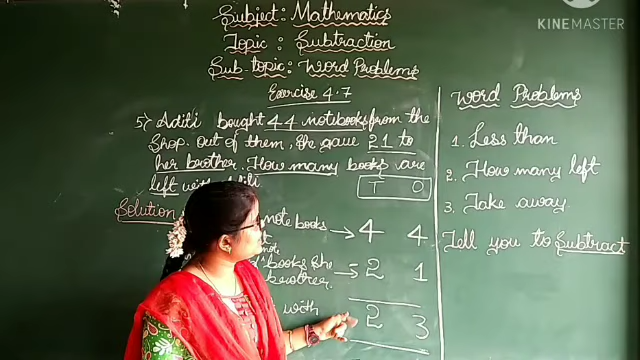 Subject: Mathematics
Topic: Subtraction
Sub-topic: Word Problems
Exercise 4.7
5) Aditi bought 44 notebooks from the
shop. Out of them, She gave 21 to
her brother. How many books are
left with
T O
Solution
note books → 4 4
books She
brother. → 2 1
with 2 3
Word Problems
1. Less than
2. How many left
3. Take away
Tell you to Subtract
KINEMASTER